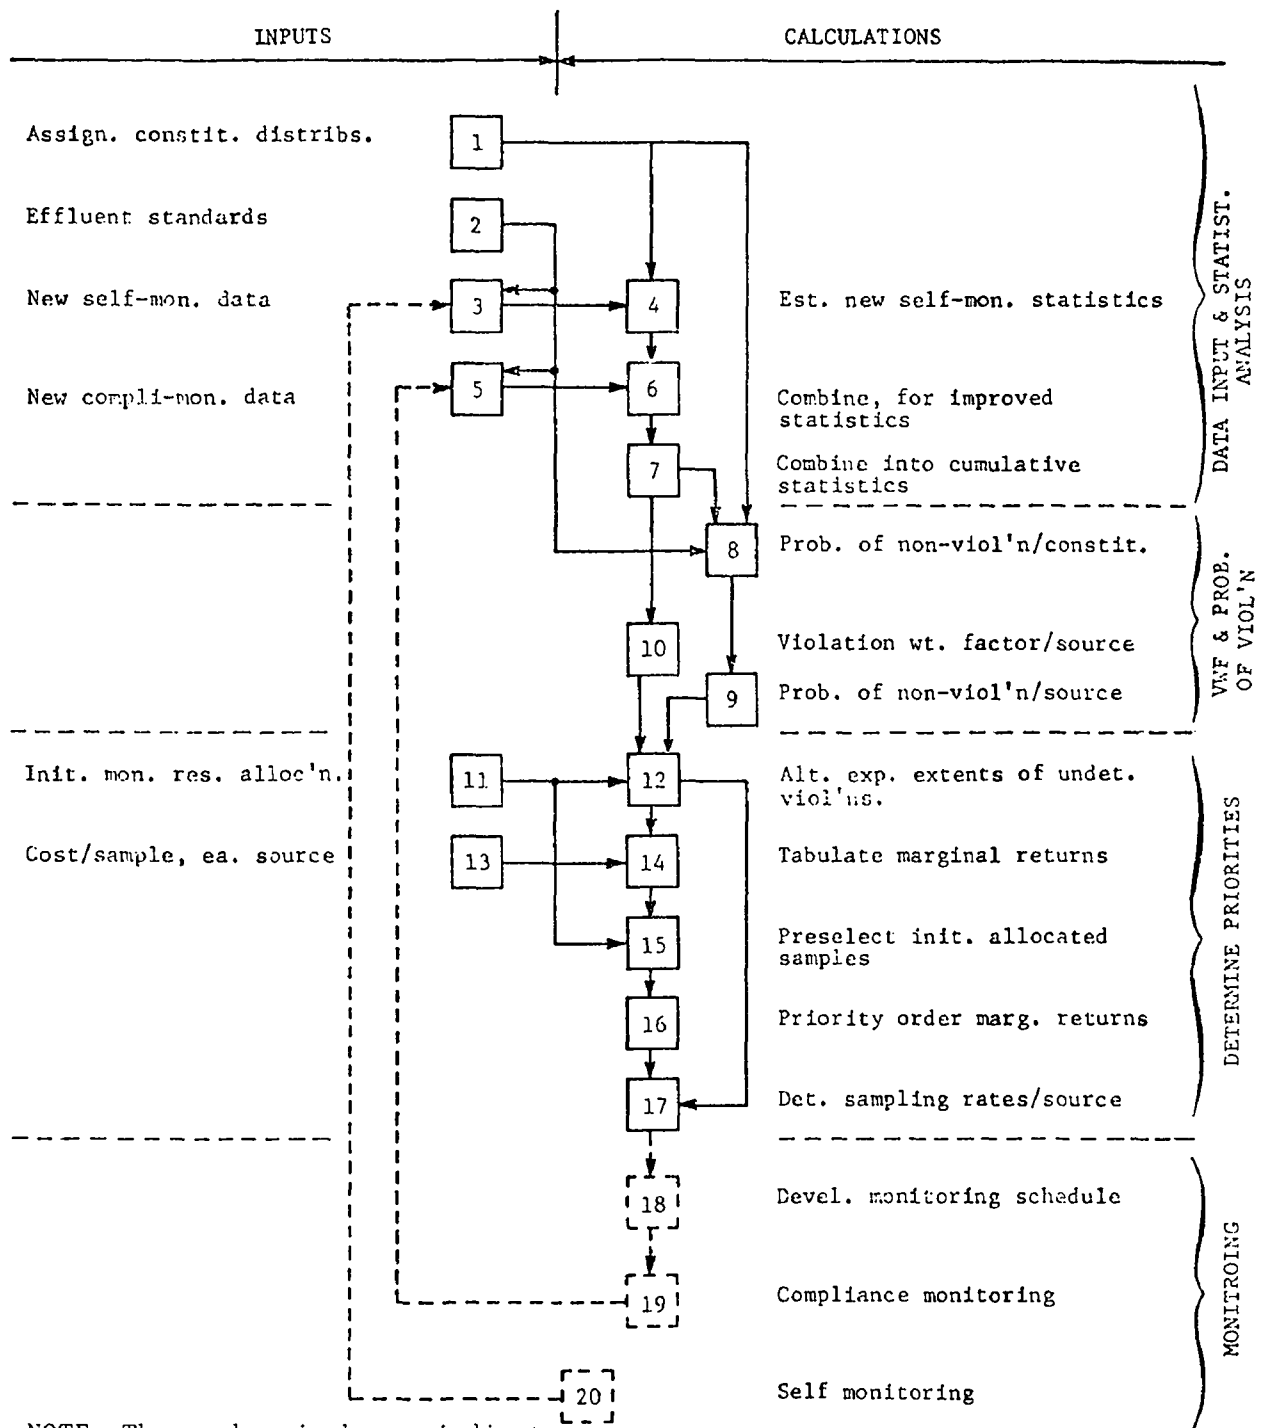 INPUTS CALCULATIONS
Assign. constit. distribs. 1
Effluent standards 2
New self-mon. data 3 4 Est. new self-mon. statistics
New compli-mon. data 5 6 Combine, for improved
statistics
7 Combine into cumulative
statistics
DATA INPUT & STATIST.
ANALYSIS
8 Prob. of non-viol'n/constit.
10 Violation wt. factor/source
9 Prob. of non-viol'n/source
VWF & PROB.
OF VIOL'N
Init. mon. res. alloc'n. 11 12 Alt. exp. extents of undet.
viol'ns.
Cost/sample, ea. source 13 14 Tabulate marginal returns
15 Preselect init. allocated
samples
16 Priority order marg. returns
17 Det. sampling rates/source
DETERMINE PRIORITIES
18 Devel. monitoring schedule
19 Compliance monitoring
20 Self monitoring
MONITROING